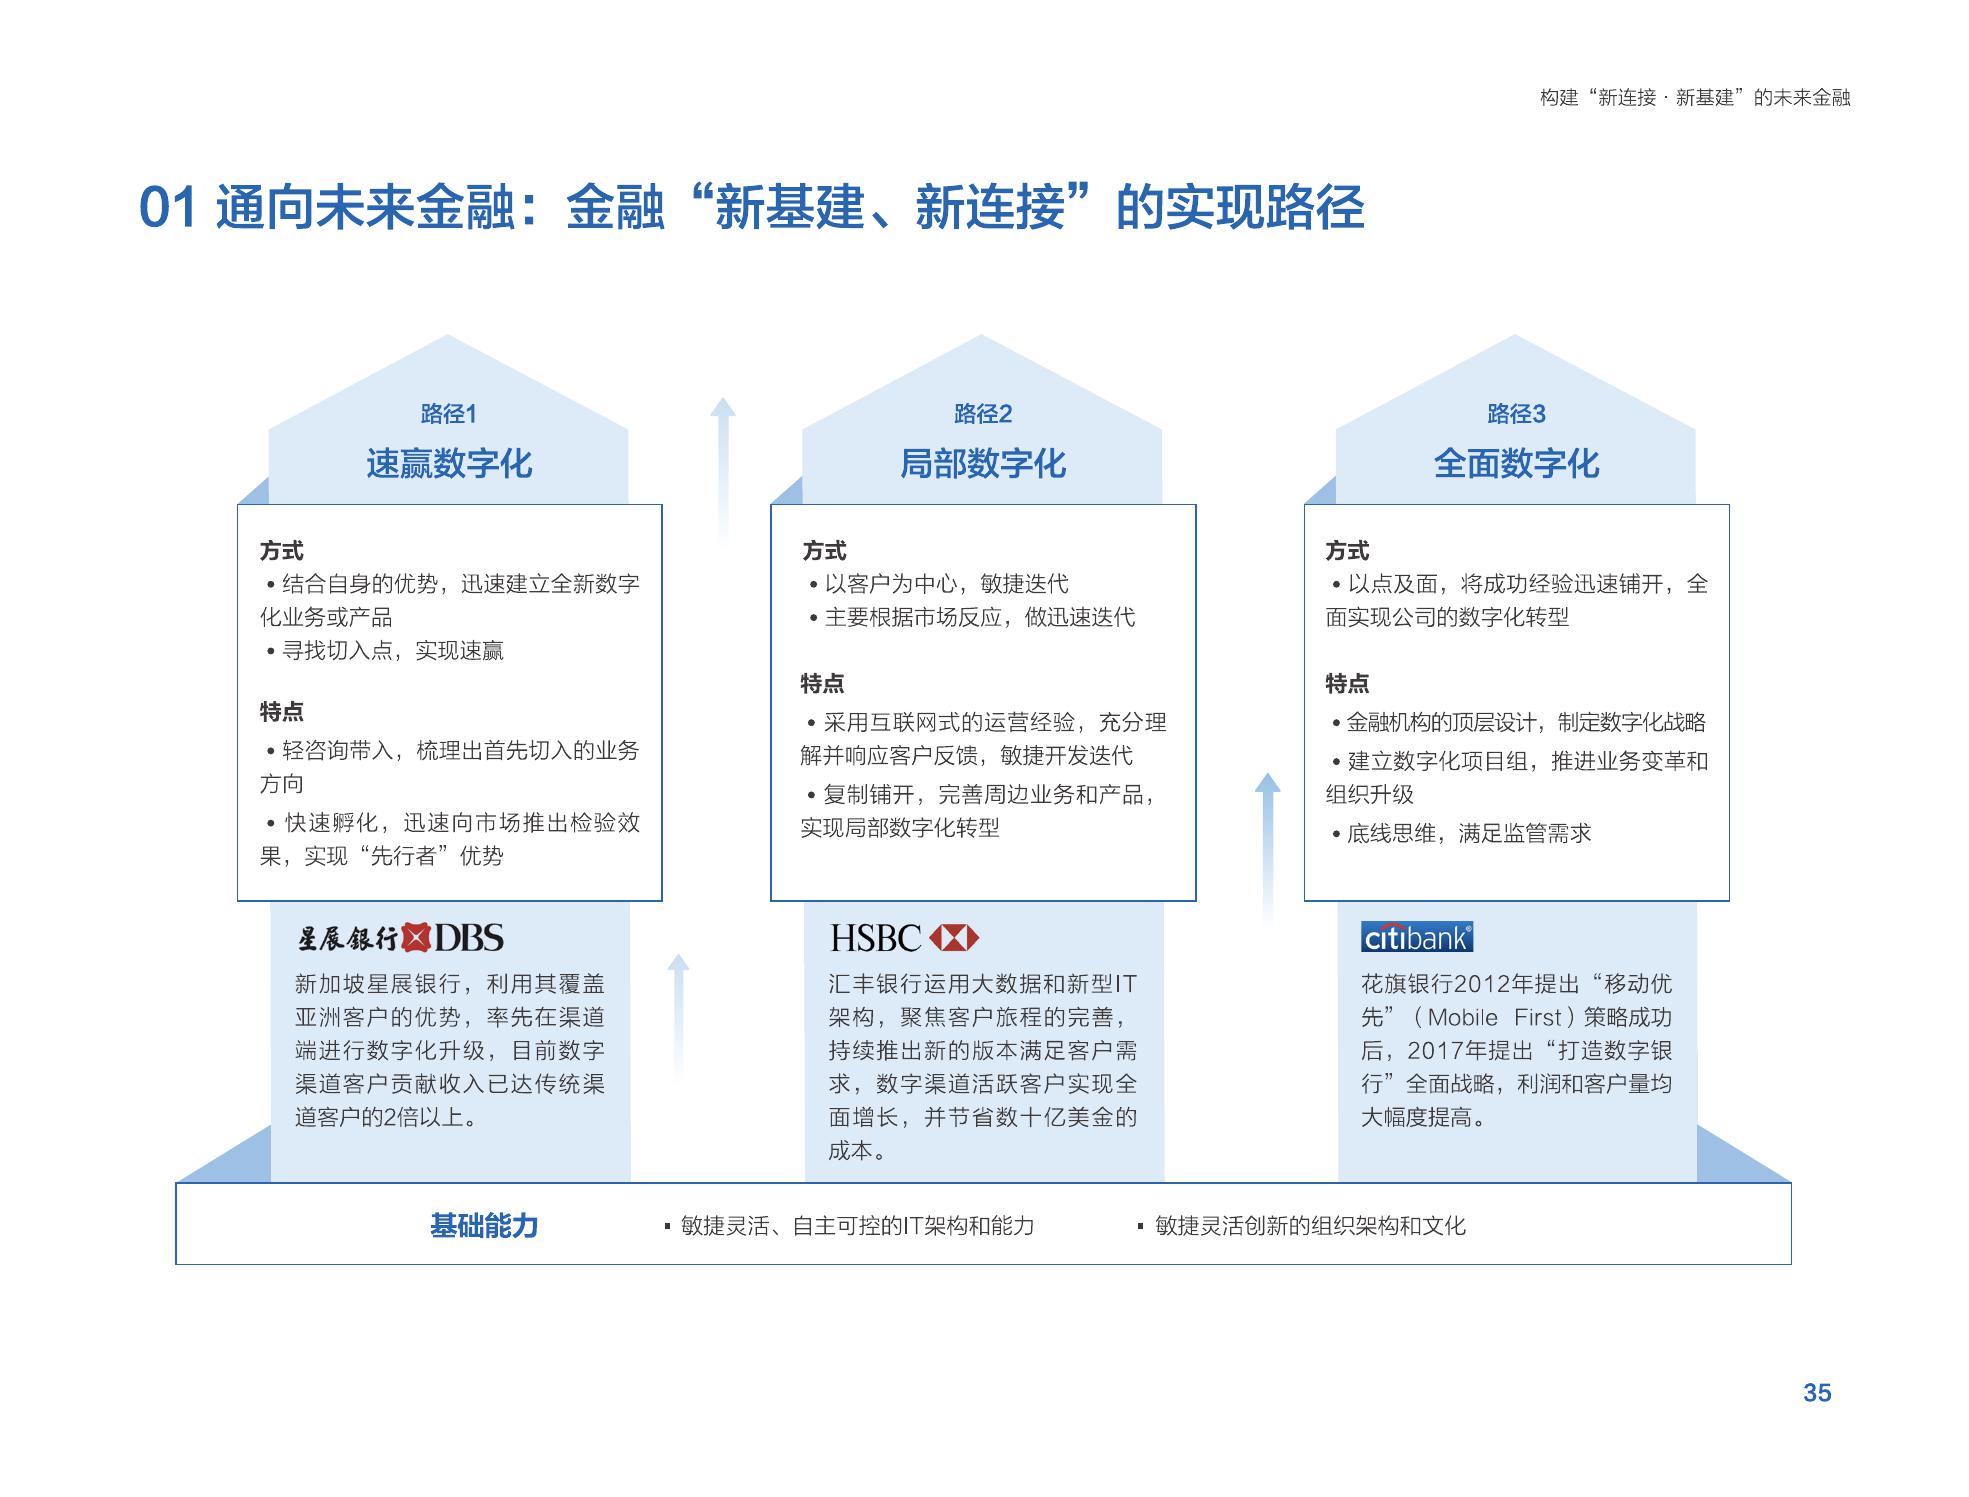 构建“新连接·新基建”的未来金融
01 通向未来金融：金融“新基建、新连接”的实现路径
路径1
速赢数字化
方式
• 结合自身的优势，迅速建立全新数字
化业务或产品
• 寻找切入点，实现速赢
特点
• 轻咨询带入，梳理出首先切入的业务
方向
• 快速孵化，迅速向市场推出检验效
果，实现“先行者”优势
星展银行 DBS
新加坡星展银行，利用其覆盖
亚洲客户的优势，率先在渠道
端进行数字化升级，目前数字
渠道客户贡献收入已达传统渠
道客户的2倍以上。
路径2
局部数字化
方式
• 以客户为中心，敏捷迭代
• 主要根据市场反应，做迅速迭代
特点
• 采用互联网式的运营经验，充分理
解并响应客户反馈，敏捷开发迭代
• 复制铺开，完善周边业务和产品，
实现局部数字化转型
HSBC
汇丰银行运用大数据和新型IT
架构，聚焦客户旅程的完善，
持续推出新的版本满足客户需
求，数字渠道活跃客户实现全
面增长，并节省数十亿美金的
成本。
路径3
全面数字化
方式
• 以点及面，将成功经验迅速铺开，全
面实现公司的数字化转型
特点
• 金融机构的顶层设计，制定数字化战略
• 建立数字化项目组，推进业务变革和
组织升级
• 底线思维，满足监管需求
citibank®
花旗银行2012年提出“移动优
先”（Mobile First）策略成功
后，2017年提出“打造数字银
行”全面战略，利润和客户量均
大幅度提高。
基础能力
▪ 敏捷灵活、自主可控的IT架构和能力
▪ 敏捷灵活创新的组织架构和文化
35